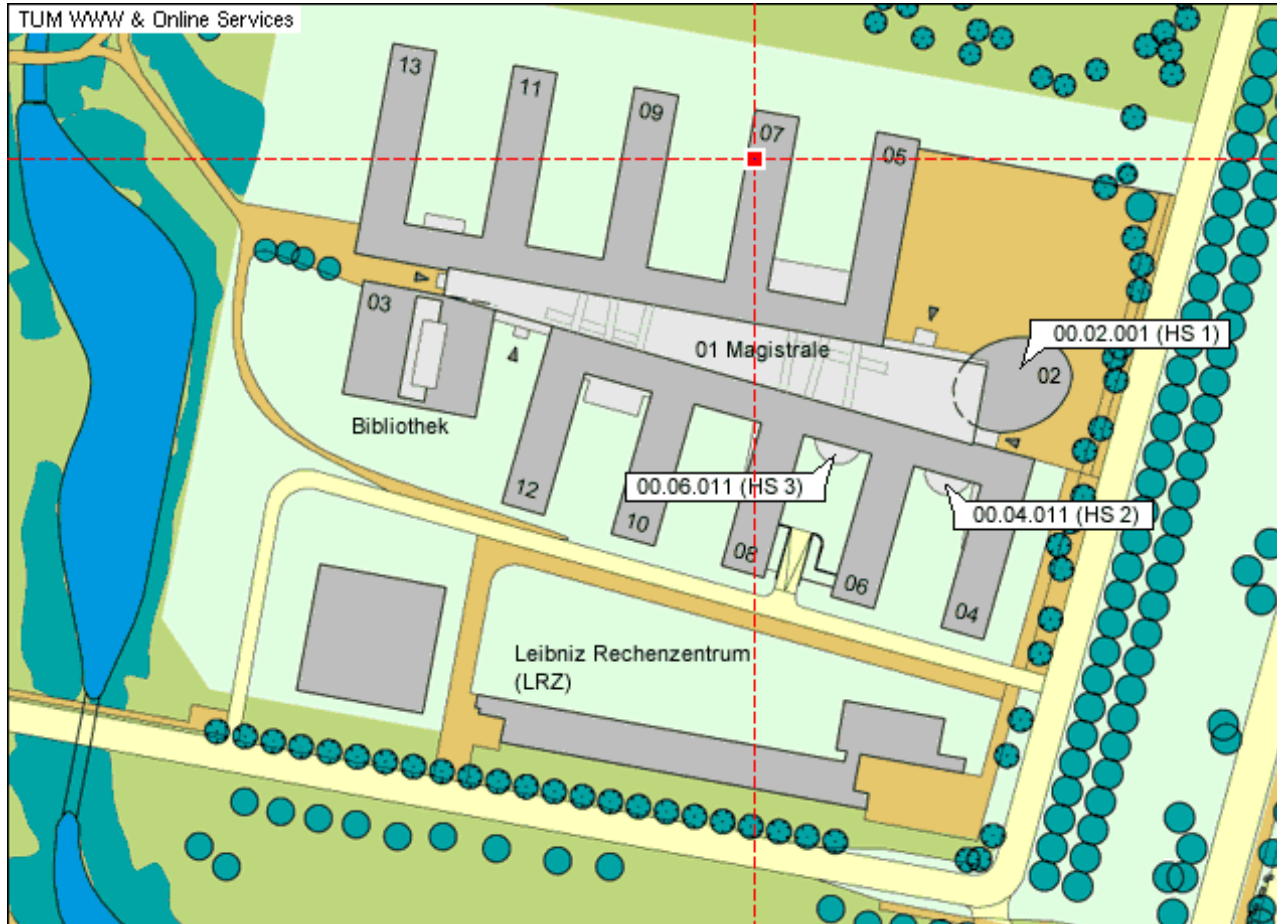 TUM WWW & Online Services
13
11
09
07
05
03
01 Magistrale
00.02.001 (HS 1)
02
Bibliothek
12
10
08
06
04
00.06.011 (HS 3)
00.04.011 (HS 2)
Leibniz Rechenzentrum
(LRZ)